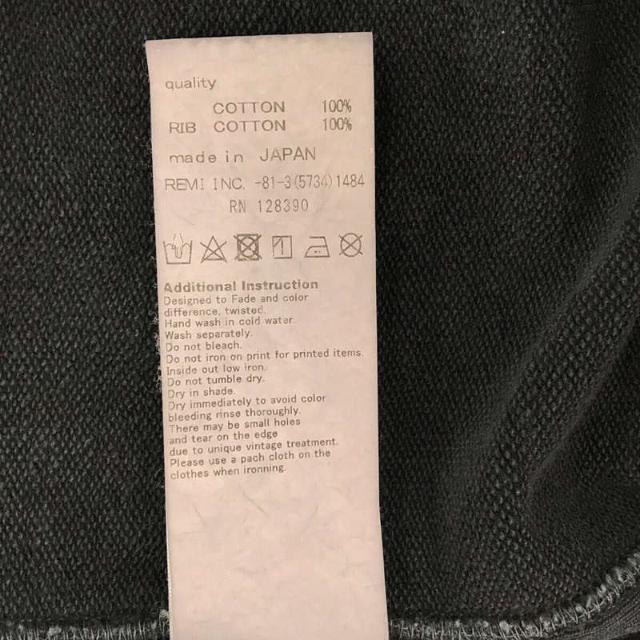 quality
COTTON 100%
RIB COTTON 100%
made in JAPAN
REMI INC. -81-3(5734)1484
RN 128390
Additional Instruction
Designed to Fade and color
difference, twisted.
Hand wash in cold water.
Wash separately.
Do not bleach.
Do not iron on print for printed items.
Inside out low iron.
Do not tumble dry.
Dry in shade.
Dry immediately to avoid color
bleeding rinse thoroughly.
There may be small holes
and tear on the edge
due to unique vintage treatment.
Please use a pach cloth on the
clothes when ironning.